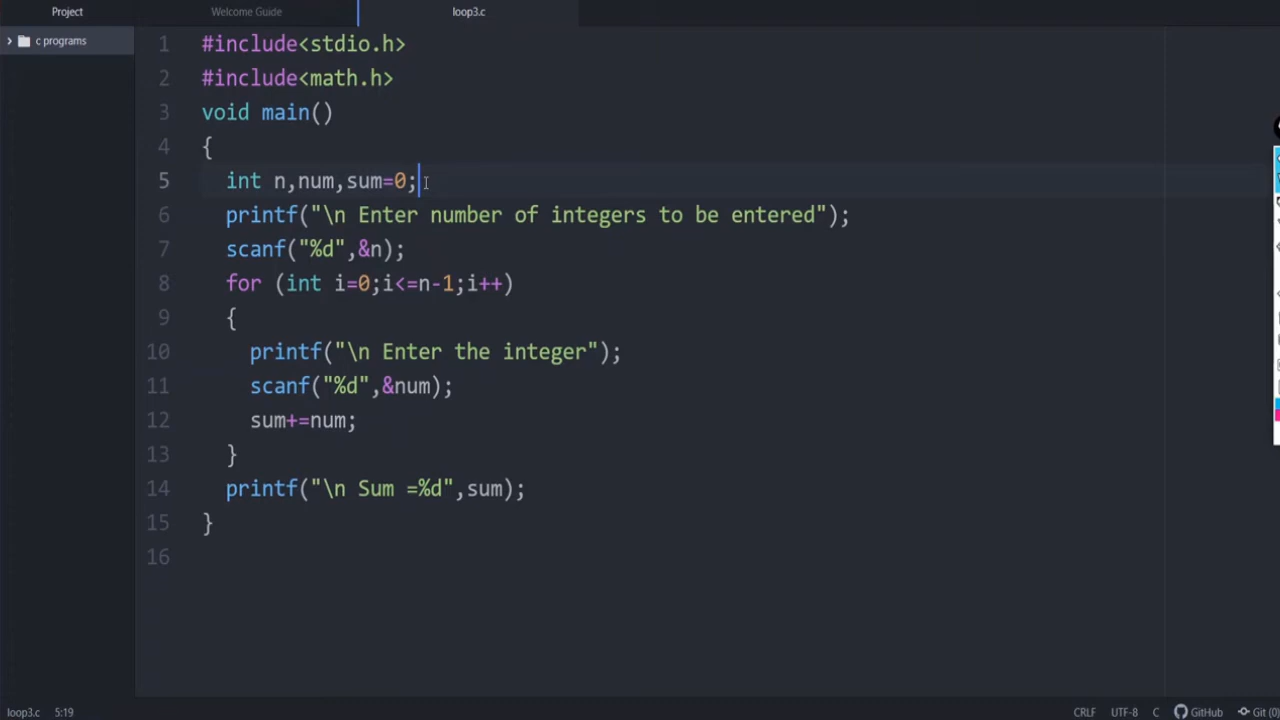 Project
Welcome Guide
loop3.c
c programs
1 #include<stdio.h>
2 #include<math.h>
3 void main()
4 {
5 int n,num,sum=0;
6 printf("\n Enter number of integers to be entered");
7 scanf("%d",&n);
8 for (int i=0;i<=n-1;i++)
9 {
10 printf("\n Enter the integer");
11 scanf("%d",&num);
12 sum+=num;
13 }
14 printf("\n Sum =%d",sum);
15 }
16
loop3.c 5:19 CRLF UTF-8 C GitHub Git (0)